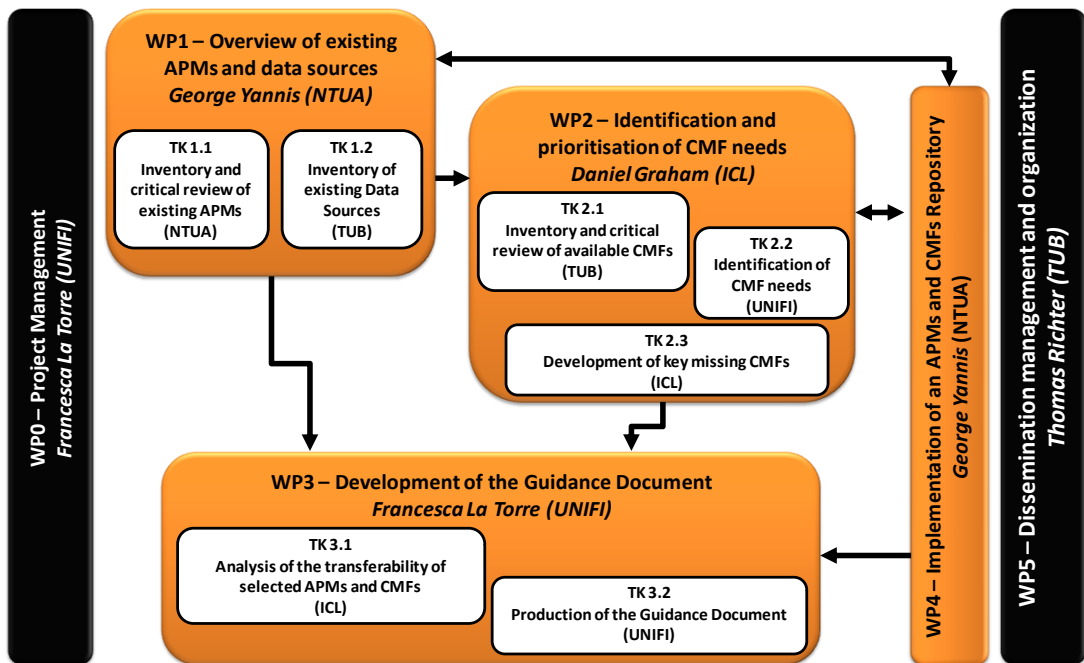 WP0 – Project Management
Francesca La Torre (UNIFI)
WP1 – Overview of existing
APMs and data sources
George Yannis (NTUA)
TK 1.1
Inventory and
critical review of
existing APMs
(NTUA)
TK 1.2
Inventory of
existing Data
Sources
(TUB)
WP2 – Identification and
prioritisation of CMF needs
Daniel Graham (ICL)
TK 2.1
Inventory and critical
review of available CMFs
(TUB)
TK 2.2
Identification of
CMF needs
(UNIFI)
TK 2.3
Development of key missing CMFs
(ICL)
WP3 – Development of the Guidance Document
Francesca La Torre (UNIFI)
TK 3.1
Analysis of the transferability of
selected APMs and CMFs
(ICL)
TK 3.2
Production of the Guidance Document
(UNIFI)
WP4 – Implementation of an APMs and CMFs Repository
George Yannis (NTUA)
WP5 – Dissemination management and organization
Thomas Richter (TUB)